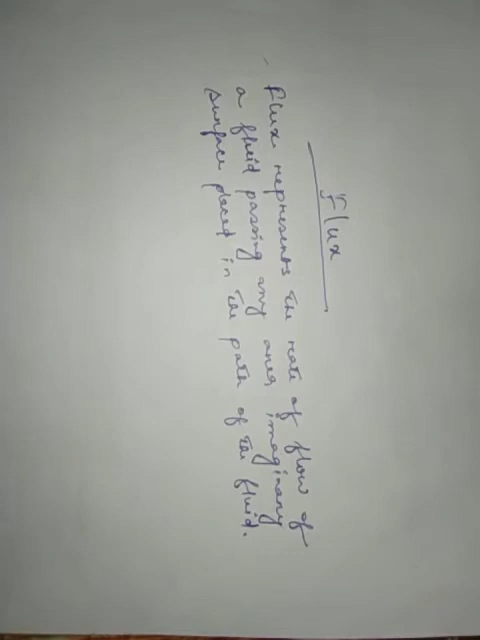 Flux
- Flux represents the rate of flow of
a fluid passing any area imaginary
surface placed in the path of the fluid.